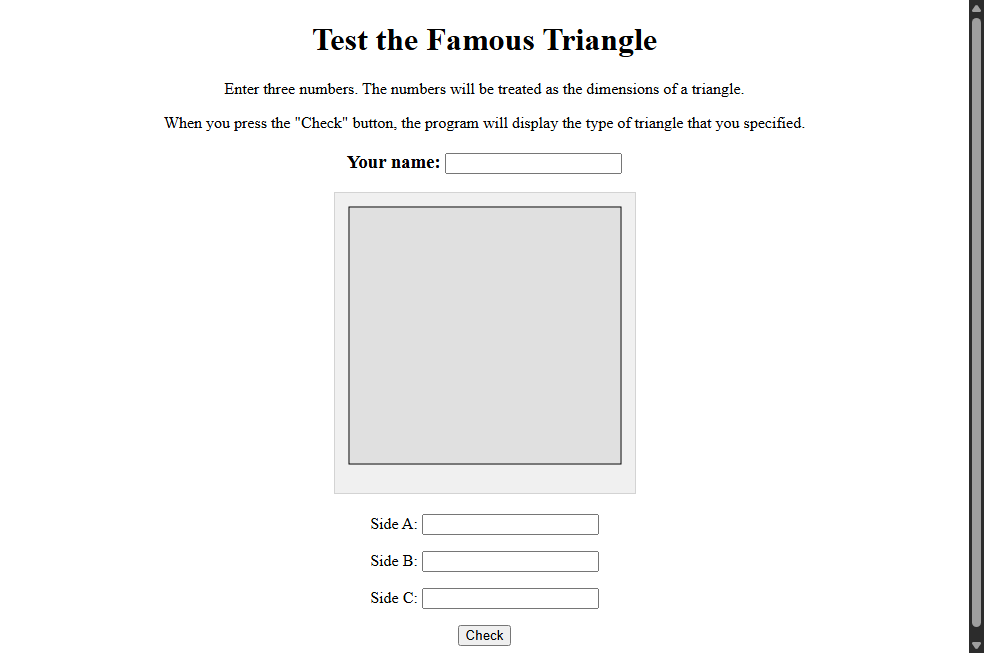 Test the Famous Triangle
Enter three numbers. The numbers will be treated as the dimensions of a triangle.
When you press the "Check" button, the program will display the type of triangle that you specified.
Your name:
Side A:
Side B:
Side C:
Check